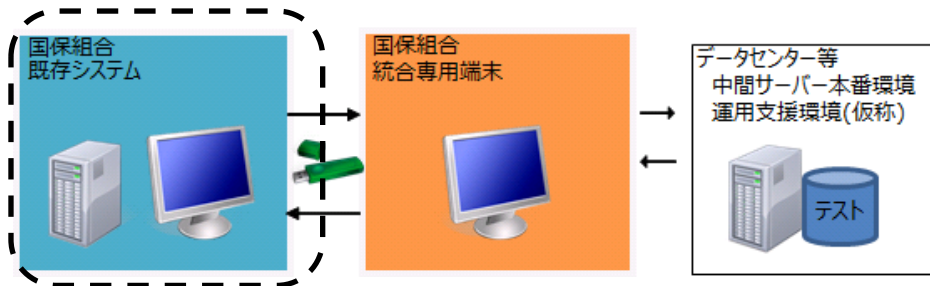 国保組合
既存システム
国保組合
統合専用端末
データセンター等
中間サーバー本番環境
運用支援環境(仮称)
テスト